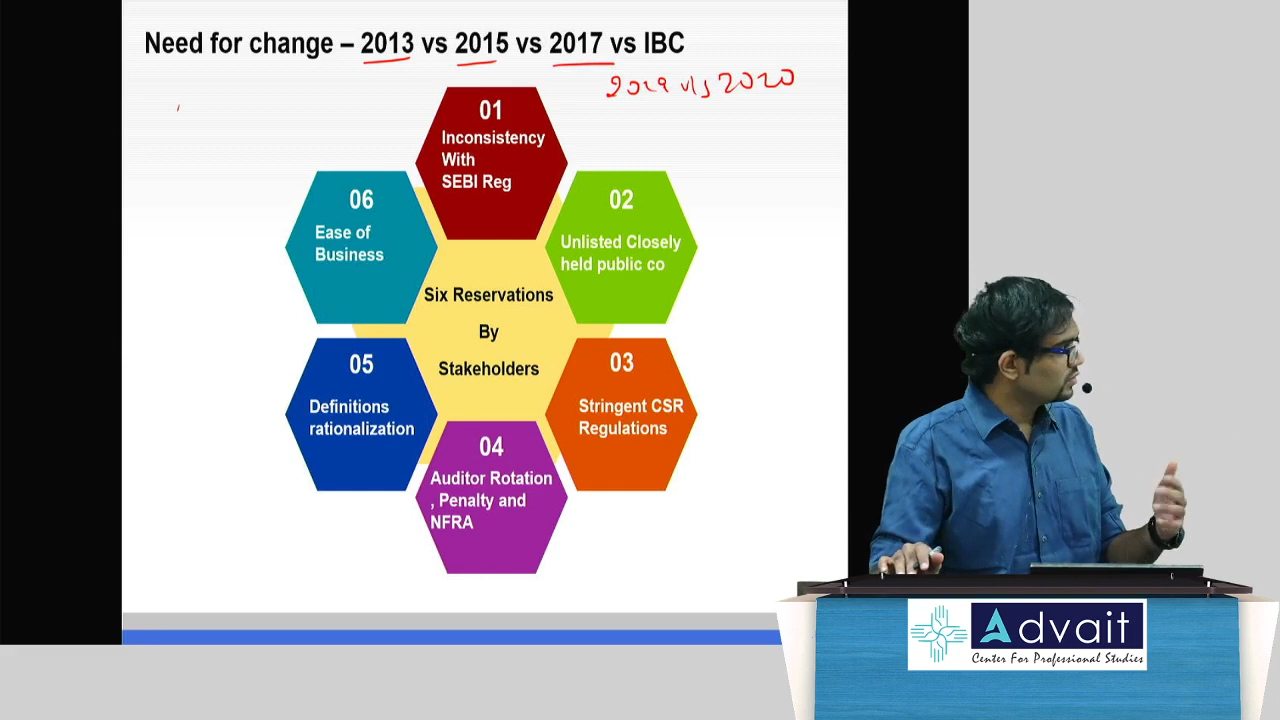 Need for change – 2013 vs 2015 vs 2017 vs IBC
2019 v/s 2020
01
Inconsistency
With
SEBI Reg
02
Unlisted Closely
held public co
03
Stringent CSR
Regulations
04
Auditor Rotation
, Penalty and
NFRA
05
Definitions
rationalization
06
Ease of
Business
Six Reservations
By
Stakeholders
Advait
Center For Professional Studies